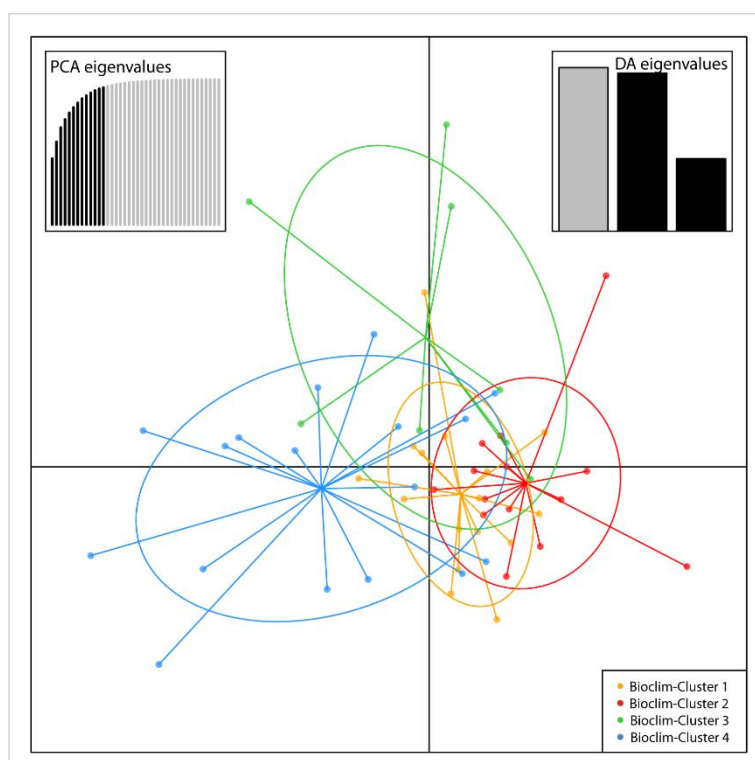 PCA eigenvalues
DA eigenvalues
Bioclim-Cluster 1
Bioclim-Cluster 2
Bioclim-Cluster 3
Bioclim-Cluster 4